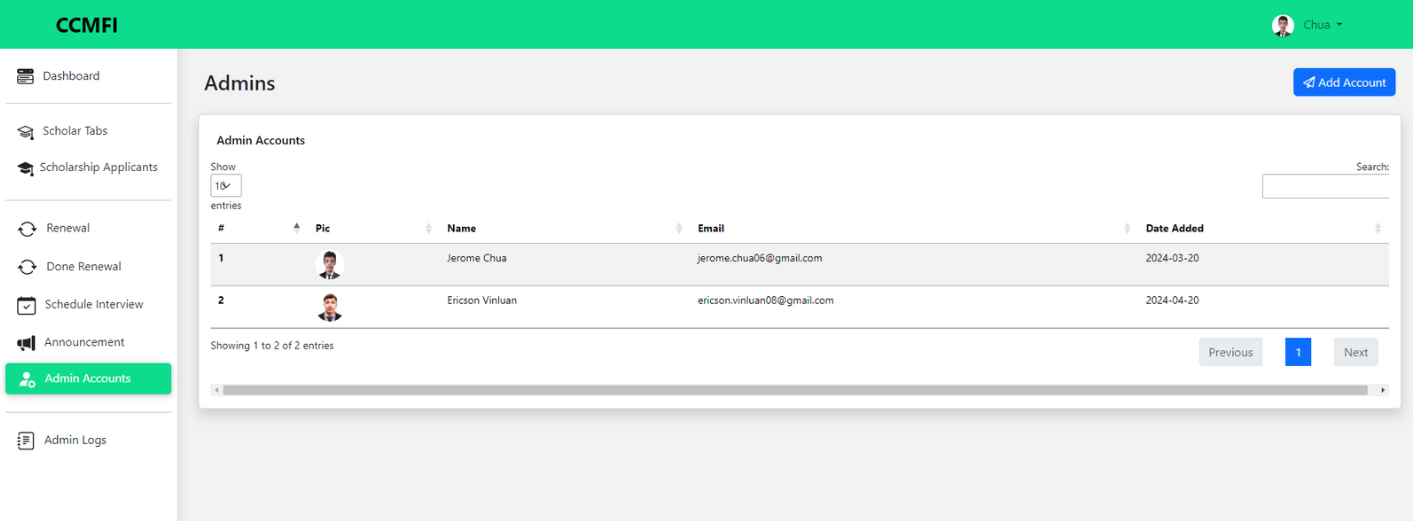 CCMFI
Chua
Dashboard
Scholar Tabs
Scholarship Applicants
Renewal
Done Renewal
Schedule Interview
Announcement
Admin Accounts
Admin Logs
Admins
Add Account
Admin Accounts
Show
10
entries
Search:
# Pic Name Email Date Added
1 Jerome Chua jerome.chua06@gmail.com 2024-03-20
2 Ericson Vinluan ericson.vinluan08@gmail.com 2024-04-20
Showing 1 to 2 of 2 entries
Previous 1 Next